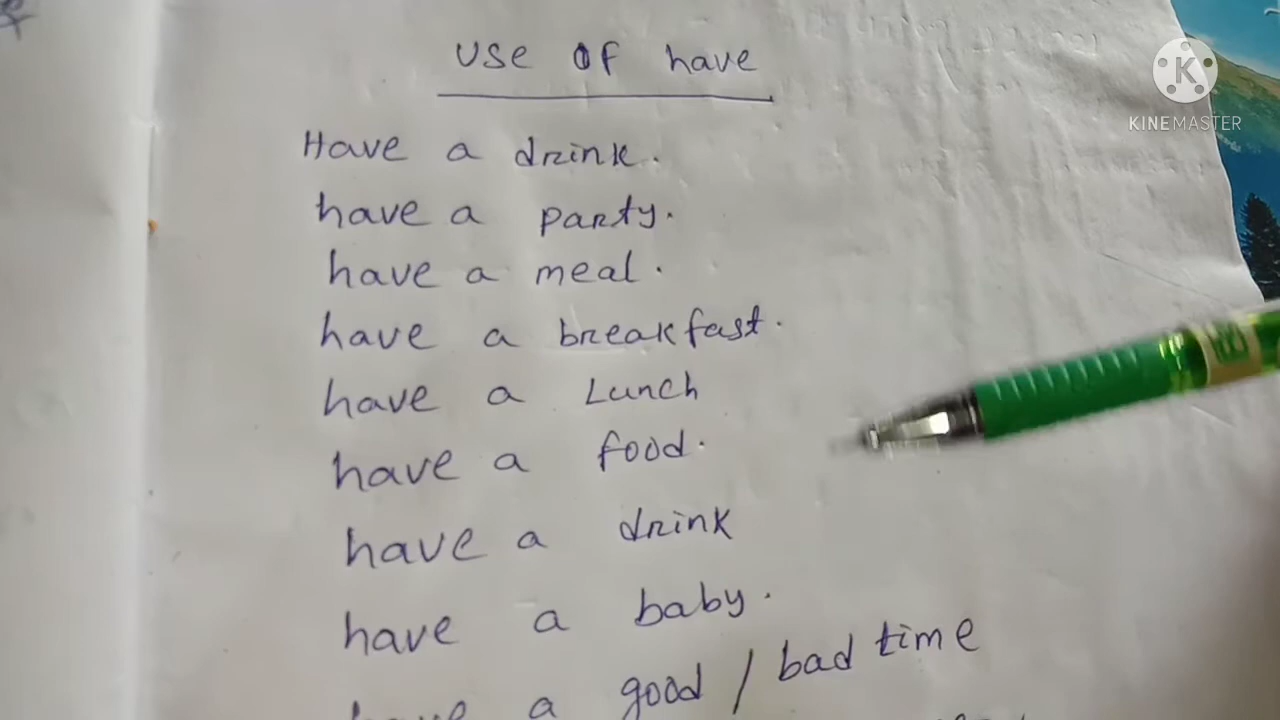 Use of have
KINEMASTER
Have a drink.
have a party.
have a meal.
have a breakfast.
have a Lunch
have a food.
have a drink
have a baby.
have a good / bad time